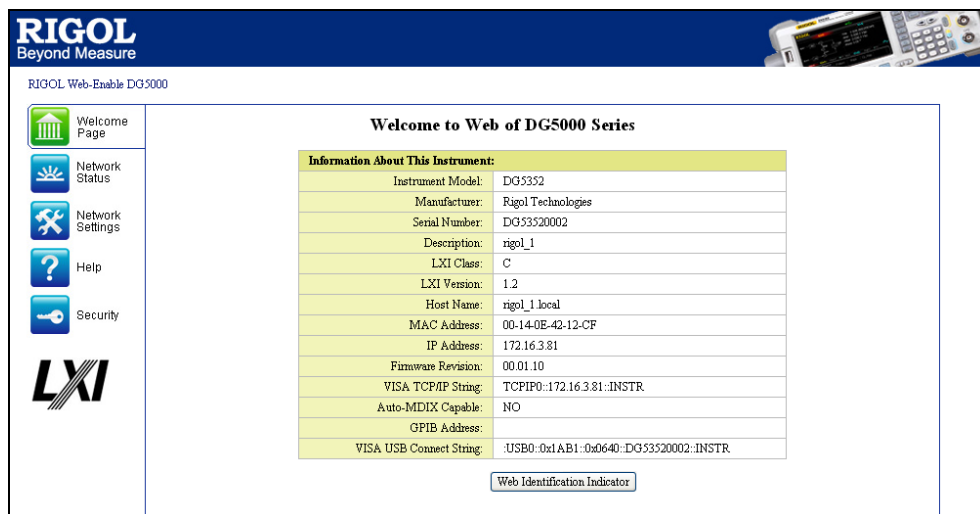 RIGOL
Beyond Measure
RIGOL Web-Enable DG5000
Welcome
Page
Network
Status
Network
Settings
Help
Security
LXI
Welcome to Web of DG5000 Series
Information About This Instrument:
Instrument Model: DG5352
Manufacturer: Rigol Technologies
Serial Number: DG53520002
Description: rigol_1
LXI Class: C
LXI Version: 1.2
Host Name: rigol_1.local
MAC Address: 00-14-0E-42-12-CF
IP Address: 172.16.3.81
Firmware Revision: 00.01.10
VISA TCP/IP String: TCPIP0::172.16.3.81::INSTR
Auto-MDIX Capable: NO
GPIB Address:
VISA USB Connect String: :USB0::0x1AB1::0x0640::DG53520002::INSTR
Web Identification Indicator